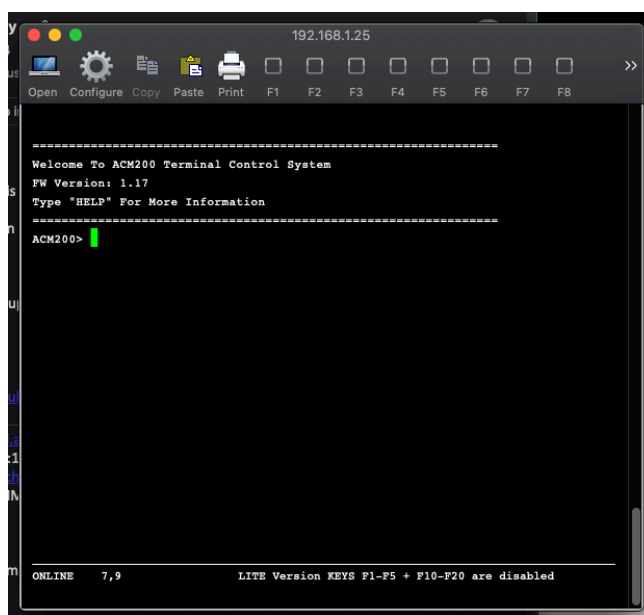 192.168.1.25
Open Configure Copy Paste Print F1 F2 F3 F4 F5 F6 F7 F8 »
=================================================================
Welcome To ACM200 Terminal Control System
FW Version: 1.17
Type "HELP" For More Information
=================================================================
ACM200>
ONLINE 7,9 LITE Version KEYS F1-F5 + F10-F20 are disabled